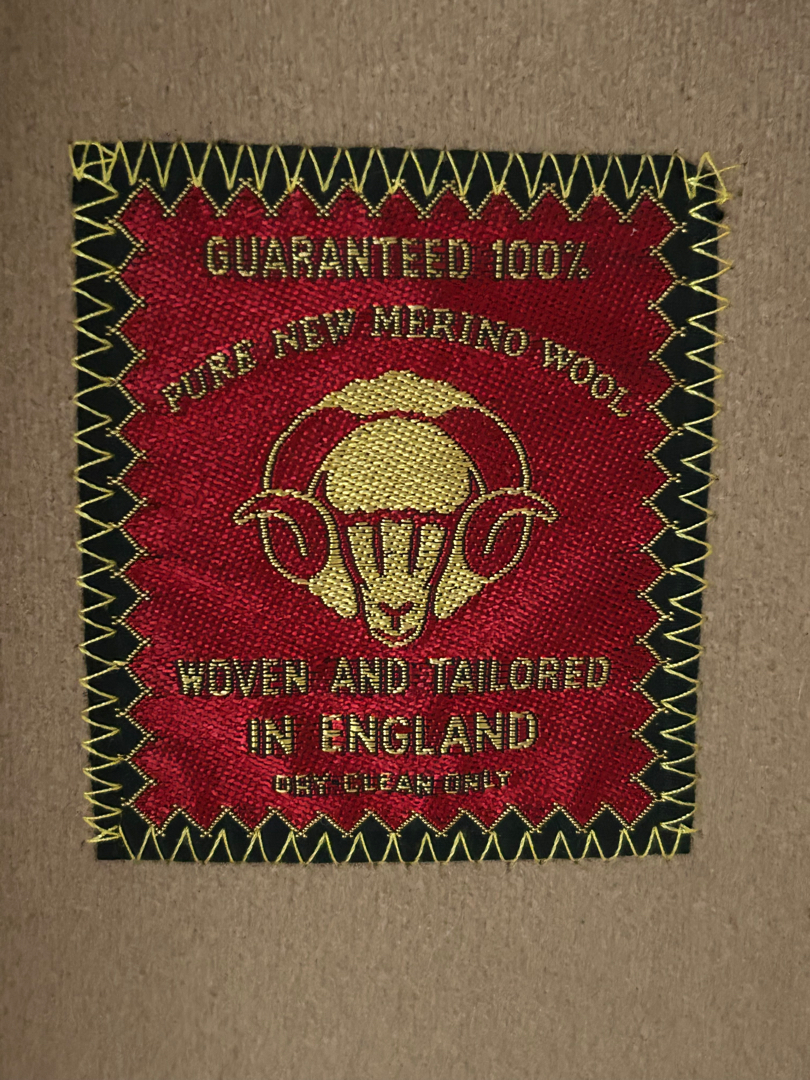 GUARANTEED 100%
PURE NEW MERINO WOOL
WOVEN AND TAILORED
IN ENGLAND
DRY-CLEAN ONLY